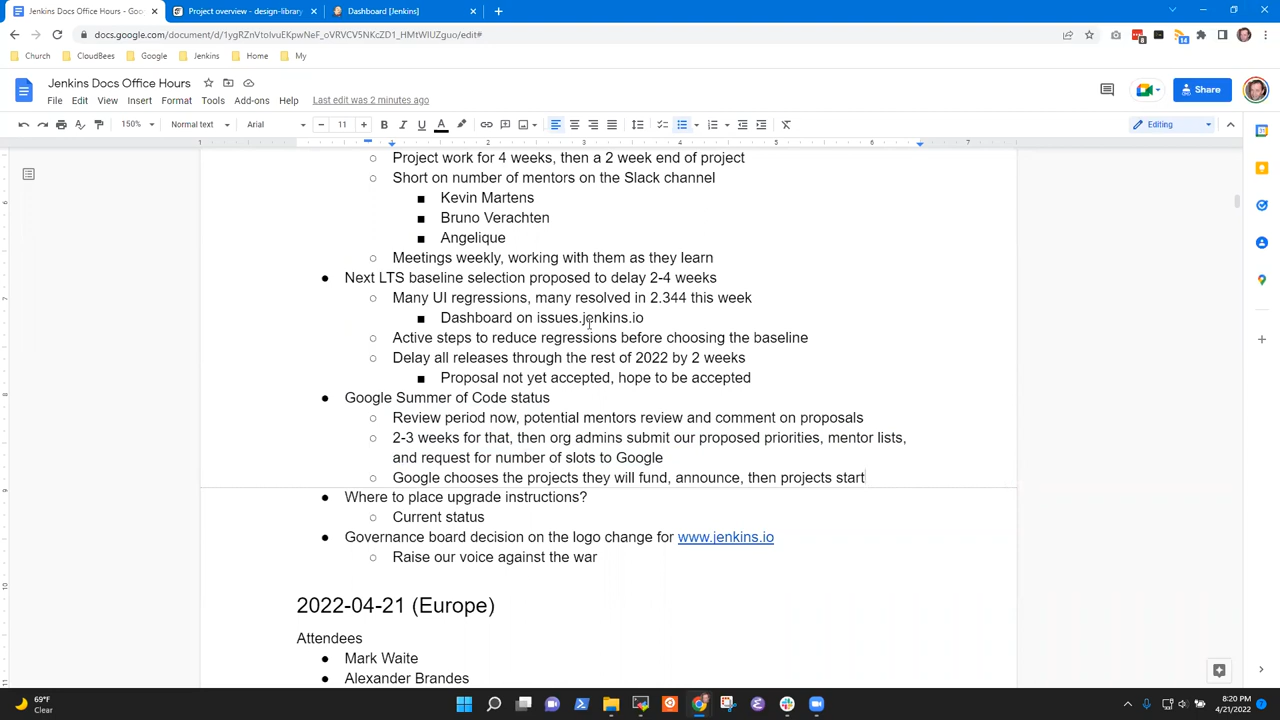 Jenkins Docs Office Hours - Goo
Project overview - design-library
Dashboard [Jenkins]
docs.google.com/document/d/1ygRZnVtoIvuEKpwNeF_oVRVCV5NKcZD1_HMtWIUZguo/edit#
Church
CloudBees
Google
Jenkins
Home
My
Jenkins Docs Office Hours
File Edit View Insert Format Tools Add-ons Help Last edit was 2 minutes ago
Share
150% Normal text Arial 11
Editing
1 2 3 4 5 6 7
Project work for 4 weeks, then a 2 week end of project
Short on number of mentors on the Slack channel
Kevin Martens
Bruno Verachten
Angelique
Meetings weekly, working with them as they learn
Next LTS baseline selection proposed to delay 2-4 weeks
Many UI regressions, many resolved in 2.344 this week
Dashboard on issues.jenkins.io
Active steps to reduce regressions before choosing the baseline
Delay all releases through the rest of 2022 by 2 weeks
Proposal not yet accepted, hope to be accepted
Google Summer of Code status
Review period now, potential mentors review and comment on proposals
2-3 weeks for that, then org admins submit our proposed priorities, mentor lists,
and request for number of slots to Google
Google chooses the projects they will fund, announce, then projects start
Where to place upgrade instructions?
Current status
Governance board decision on the logo change for www.jenkins.io
Raise our voice against the war
2022-04-21 (Europe)
Attendees
Mark Waite
Alexander Brandes
69°F
Clear
8:20 PM
4/21/2022